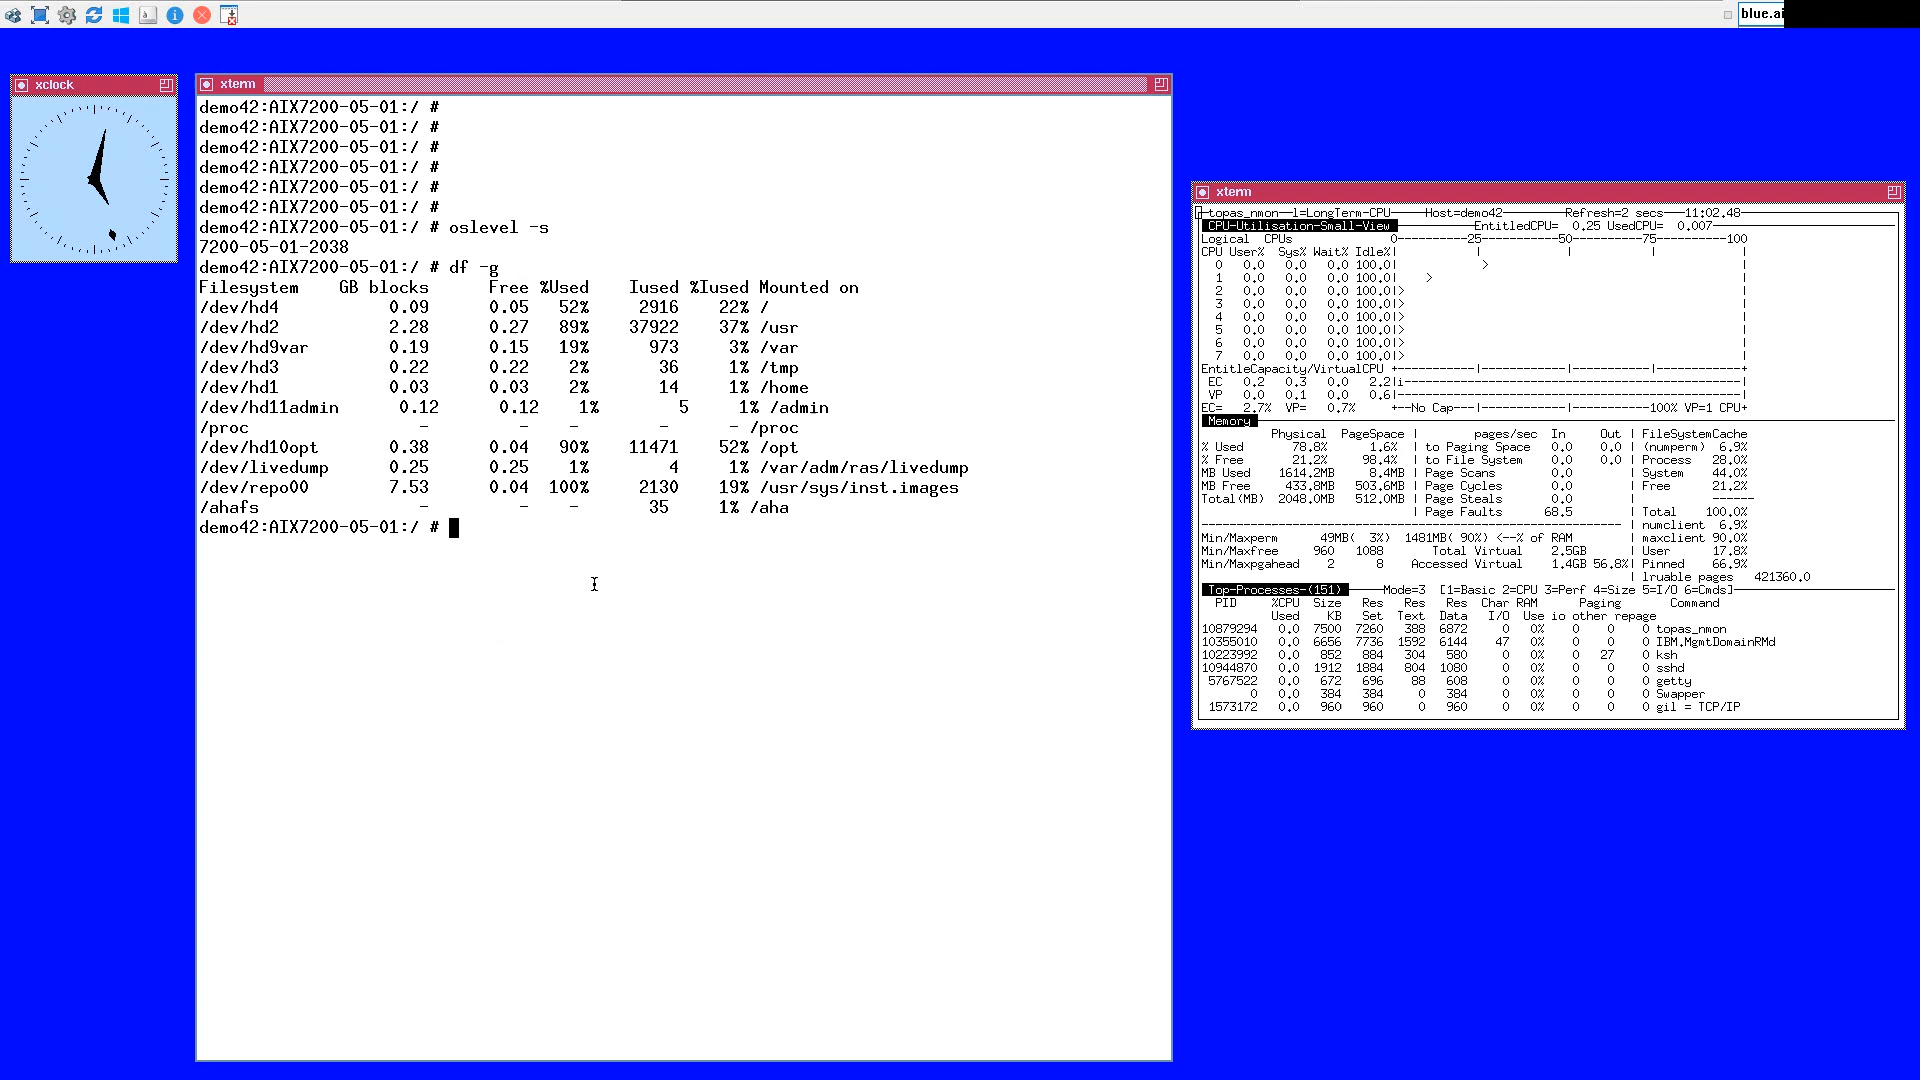 blue.ai
xclock
xterm
demo42:AIX7200-05-01:/ #
demo42:AIX7200-05-01:/ #
demo42:AIX7200-05-01:/ #
demo42:AIX7200-05-01:/ #
demo42:AIX7200-05-01:/ #
demo42:AIX7200-05-01:/ #
demo42:AIX7200-05-01:/ # oslevel -s
7200-05-01-2038
demo42:AIX7200-05-01:/ # df -g
Filesystem    GB blocks      Free %Used    Iused %Iused Mounted on
/dev/hd4           0.09      0.05   52%     2916    22% /
/dev/hd2           2.28      0.27   89%    37922    37% /usr
/dev/hd9var        0.19      0.15   19%      973     3% /var
/dev/hd3           0.22      0.22    2%       36     1% /tmp
/dev/hd1           0.03      0.03    2%       14     1% /home
/dev/hd11admin      0.12      0.12    1%        5     1% /admin
/proc                 -         -    -         -      - /proc
/dev/hd10opt       0.38      0.04   90%    11471    52% /opt
/dev/livedump      0.25      0.25    1%        4     1% /var/adm/ras/livedump
/dev/repo00        7.53      0.04  100%     2130    19% /usr/sys/inst.images
/ahafs                -         -    -        35     1% /aha
demo42:AIX7200-05-01:/ #
xterm
topas_nmon--l=LongTerm-CPU-----Host=demo42---------Refresh=2 secs---11:02.48
CPU-Utilisation-Small-View -----------EntitledCPU=  0.25 UsedCPU=  0.007
Logical  CPUs              0----------25-----------50----------75----------100
CPU User%  Sys% Wait% Idle%|           |            |           |            |
0   0.0   0.0   0.0 100.0|            >                                    |
1   0.0   0.0   0.0 100.0|    >                                            |
2   0.0   0.0   0.0 100.0|>                                                |
3   0.0   0.0   0.0 100.0|>                                                |
4   0.0   0.0   0.0 100.0|>                                                |
5   0.0   0.0   0.0 100.0|>                                                |
6   0.0   0.0   0.0 100.0|>                                                |
7   0.0   0.0   0.0 100.0|>                                                |
EntitleCapacity/VirtualCPU +-----------|------------|-----------|------------+
EC   0.2   0.3   0.0   2.2|i------------------------------------------------|
VP   0.0   0.1   0.0   0.6|-------------------------------------------------|
EC=   2.7%  VP=   0.7%     +--No Cap---|------------|-----------100% VP=1 CPU+
Memory
Physical  PageSpace |        pages/sec  In     Out | FileSystemCache
% Used       78.8%      1.6% | to Paging Space   0.0    0.0 | (numperm)  6.9%
% Free       21.2%     98.4% | to File System    0.0    0.0 | Process   28.0%
MB Used    1614.2MB     8.4MB | Page Scans        0.0        | System    44.0%
MB Free     433.8MB   503.6MB | Page Cycles       0.0        | Free      21.2%
Total(MB)  2048.0MB   512.0MB | Page Steals       0.0        |           ------
| Page Faults      68.5        | Total    100.0%
------------------------------------------------------------ | numclient  6.9%
Min/Maxperm      49MB(  3%)  1481MB( 90%) <--% of RAM        | maxclient 90.0%
Min/Maxfree     960   1088       Total Virtual    2.5GB      | User      17.8%
Min/Maxpgahead    2      8    Accessed Virtual    1.4GB 56.8%| Pinned    66.9%
| lruable pages   421360.0
Top-Processes-(151) -----Mode=3  [1=Basic 2=CPU 3=Perf 4=Size 5=I/O 6=Cmds]
PID     %CPU  Size   Res   Res   Res  Char RAM      Paging       Command
Used    KB   Set  Text  Data   I/O  Use io other repage
10879294   0.0  7500  7260   388  6872     0   0%    0    0    0 topas_nmon
10355010   0.0  6656  7736  1592  6144    47   0%    0    0    0 IBM.MgmtDomainRMd
10223992   0.0   852   884   304   580     0   0%    0   27    0 ksh
10944870   0.0  1912  1884   804  1080     0   0%    0    0    0 sshd
5767522   0.0   672   696    88   608     0   0%    0    0    0 getty
0   0.0   384   384     0   384     0   0%    0    0    0 Swapper
1573172   0.0   960   960     0   960     0   0%    0    0    0 gil = TCP/IP